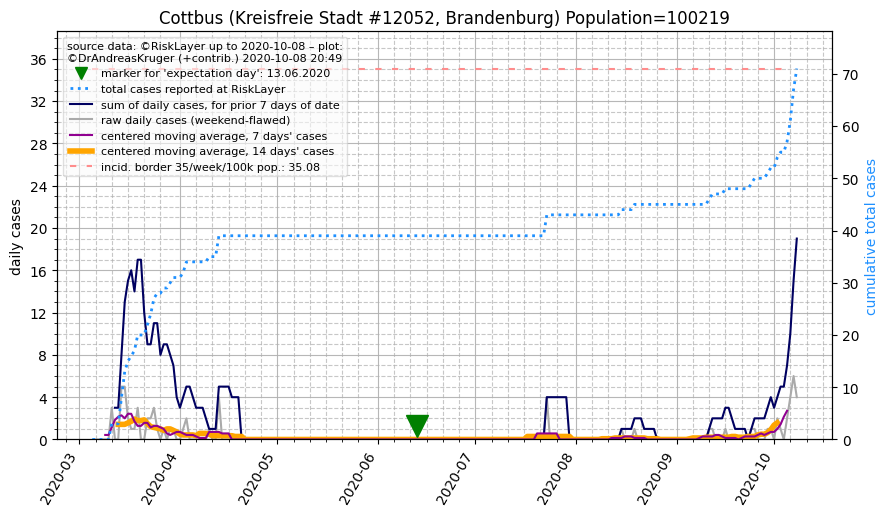 Cottbus (Kreisfreie Stadt #12052, Brandenburg) Population=100219
source data: ©RiskLayer up to 2020-10-08 – plot:
©DrAndreasKruger (+contrib.) 2020-10-08 20:49
marker for 'expectation day': 13.06.2020
total cases reported at RiskLayer
sum of daily cases, for prior 7 days of date
raw daily cases (weekend-flawed)
centered moving average, 7 days' cases
centered moving average, 14 days' cases
incid. border 35/week/100k pop.: 35.08
daily cases
36
32
28
24
20
16
12
8
4
0
cumulative total cases
70
60
50
40
30
20
10
0
2020-03
2020-04
2020-05
2020-06
2020-07
2020-08
2020-09
2020-10